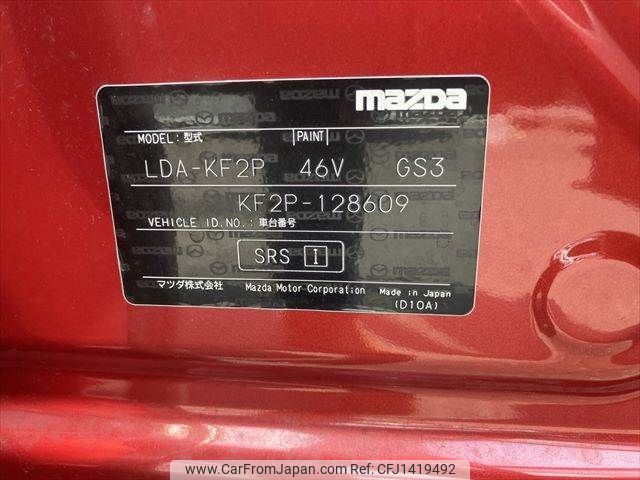 mazda
MODEL：型式 PAINT
LDA-KF2P 46V GS3
KF2P-128609
VEHICLE ID.NO.：車台番号
SRS I
マツダ株式会社 Mazda Motor Corporation Made in Japan
(D10A)
www.CarFromJapan.com - ID: CFJ1419492